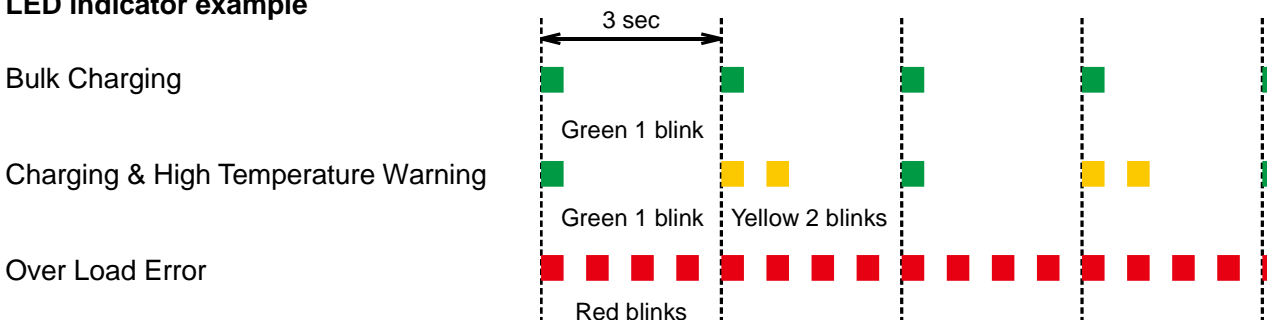 LED Indicator example
3 sec
Bulk Charging
Green 1 blink
Charging & High Temperature Warning
Green 1 blink
Yellow 2 blinks
Over Load Error
Red blinks